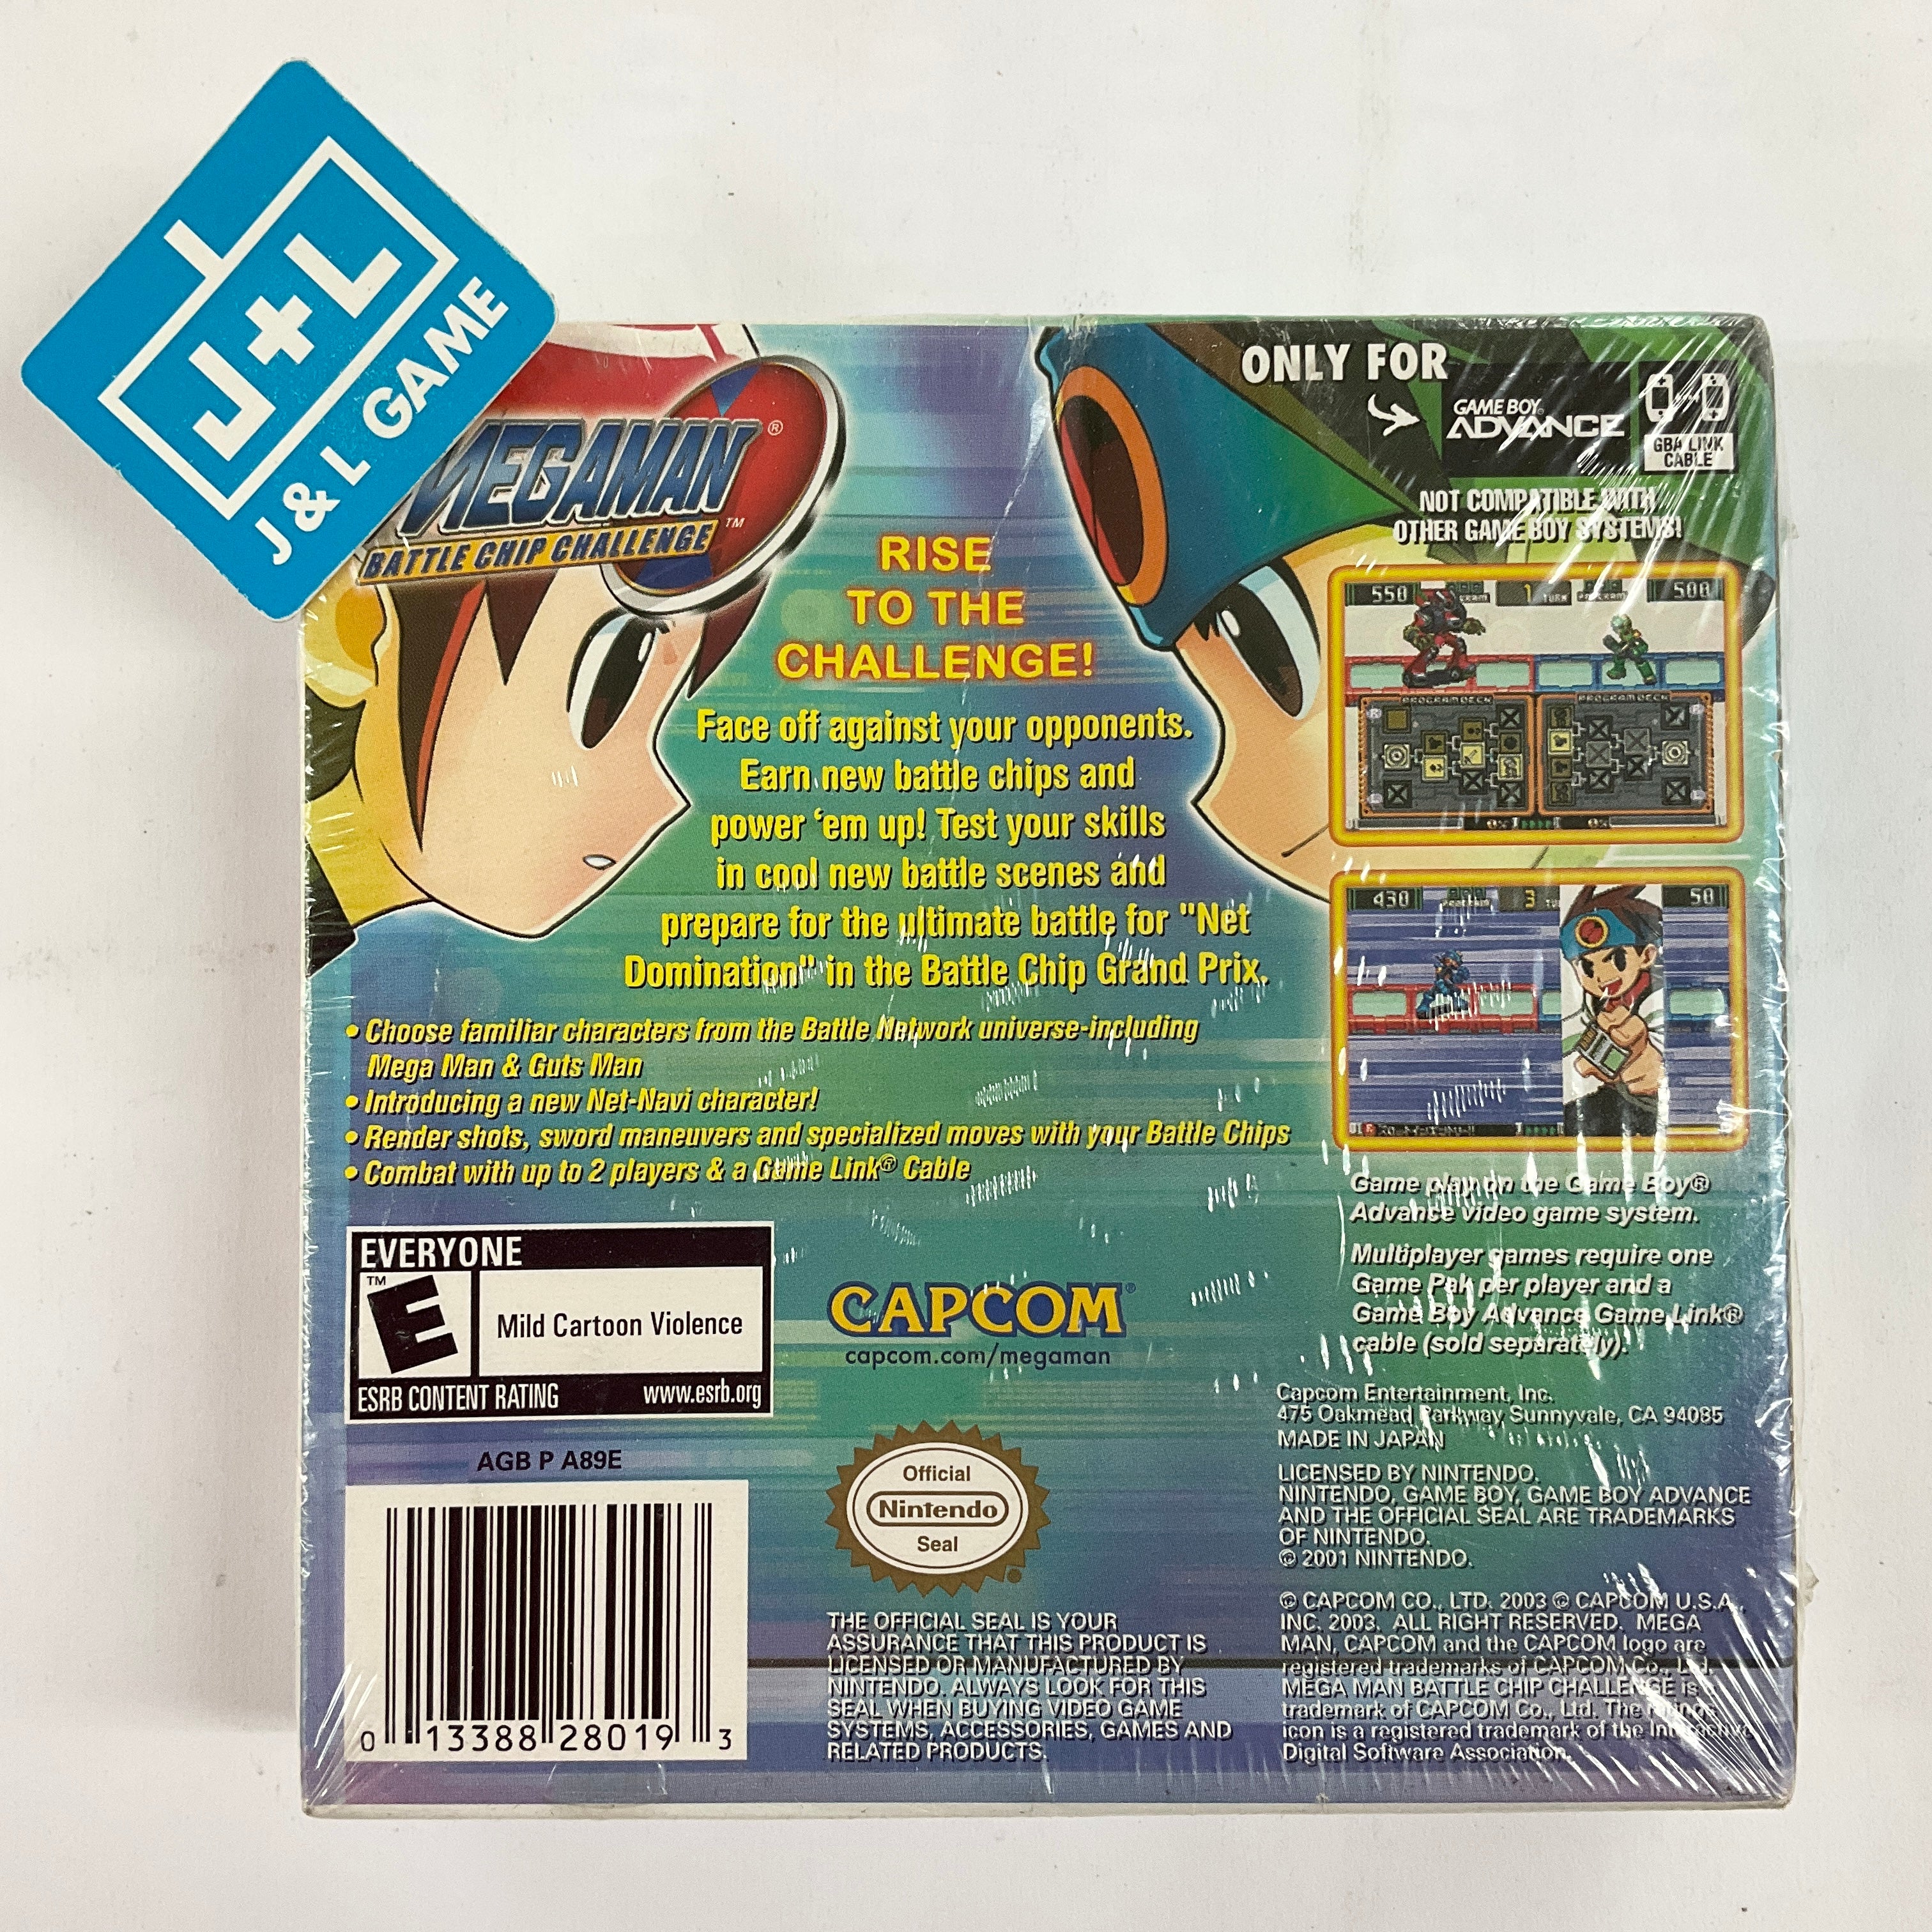 J+L
J & L GAME
MEGAMAN®
BATTLE CHIP CHALLENGE™
ONLY FOR
GAME BOY
ADVANCE
GBA LINK
CABLE
NOT COMPATIBLE WITH
OTHER GAME BOY SYSTEMS!
RISE
TO THE
CHALLENGE!
Face off against your opponents.
Earn new battle chips and
power 'em up! Test your skills
in cool new battle scenes and
prepare for the ultimate battle for "Net
Domination" in the Battle Chip Grand Prix.
• Choose familiar characters from the Battle Network universe-including
Mega Man & Guts Man
• Introducing a new Net-Navi character!
• Render shots, sword maneuvers and specialized moves with your Battle Chips
• Combat with up to 2 players & a Game Link® Cable
550
1 TURN
500
PROGRAMDECK
PROGRAMDECK
430
3
50
Game play on the Game Boy®
Advance video game system.
Multiplayer games require one
Game Pak per player and a
Game Boy Advance Game Link®
cable (sold separately).
EVERYONE
E™
Mild Cartoon Violence
ESRB CONTENT RATING www.esrb.org
CAPCOM®
capcom.com/megaman
AGB P A89E
0 13388 28019 3
Official
Nintendo
Seal
THE OFFICIAL SEAL IS YOUR
ASSURANCE THAT THIS PRODUCT IS
LICENSED OR MANUFACTURED BY
NINTENDO. ALWAYS LOOK FOR THIS
SEAL WHEN BUYING VIDEO GAME
SYSTEMS, ACCESSORIES, GAMES AND
RELATED PRODUCTS.
Capcom Entertainment, Inc.
475 Oakmead Parkway, Sunnyvale, CA 94085
MADE IN JAPAN
LICENSED BY NINTENDO.
NINTENDO, GAME BOY, GAME BOY ADVANCE
AND THE OFFICIAL SEAL ARE TRADEMARKS
OF NINTENDO.
© 2001 NINTENDO.
© CAPCOM CO., LTD. 2003 © CAPCOM U.S.A.,
INC. 2003. ALL RIGHT RESERVED. MEGA
MAN, CAPCOM and the CAPCOM logo are
registered trademarks of CAPCOM Co., Ltd.
MEGA MAN BATTLE CHIP CHALLENGE is a
trademark of CAPCOM Co., Ltd. The ratings
icon is a registered trademark of the Interactive
Digital Software Association.